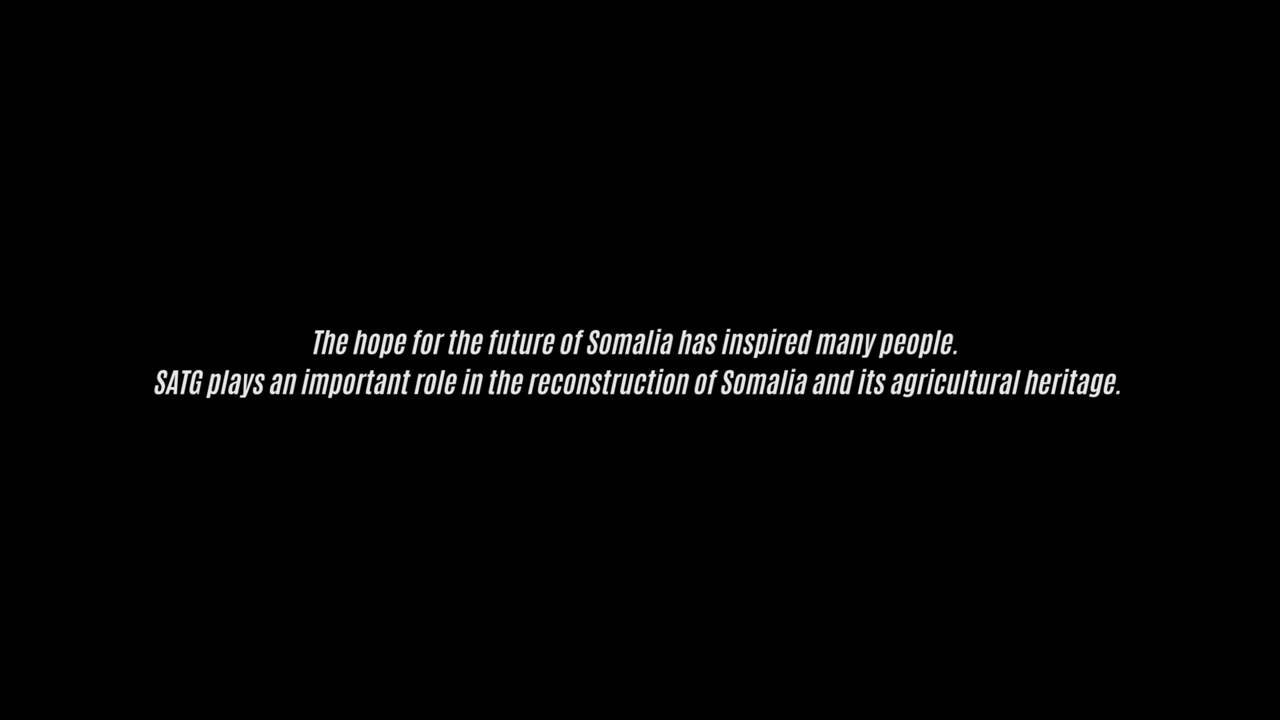 The hope for the future of Somalia has inspired many people.
SATG plays an important role in the reconstruction of Somalia and its agricultural heritage.